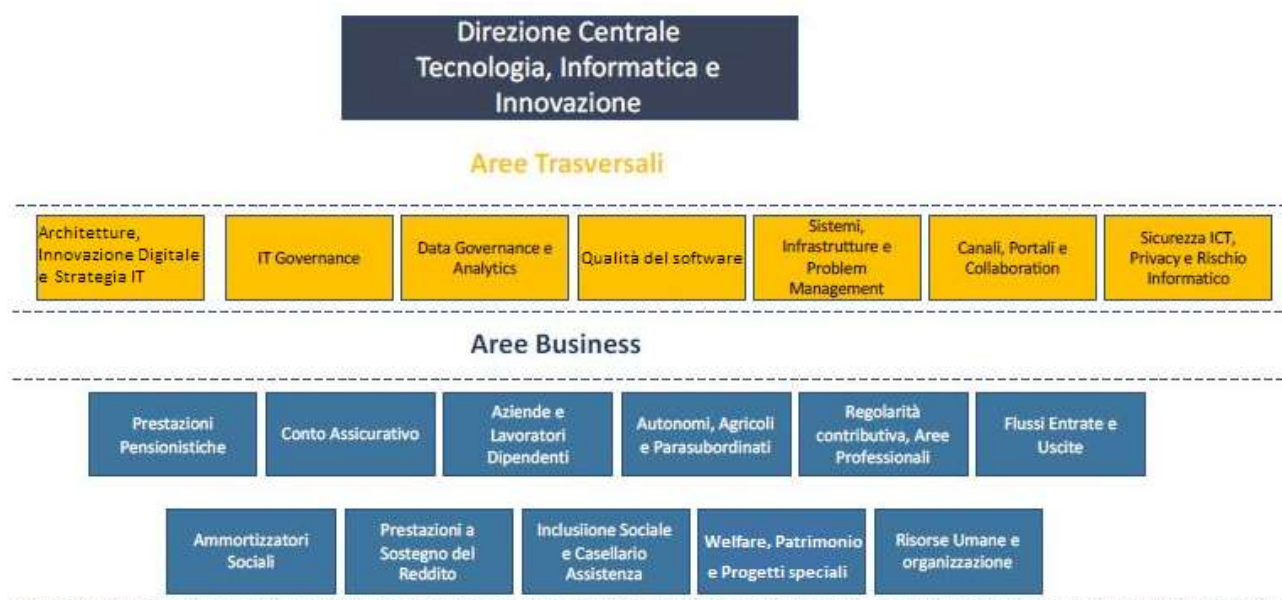 Direzione Centrale
Tecnologia, Informatica e
Innovazione
Aree Trasversali
Architetture,
Innovazione Digitale
e Strategia IT
IT Governance
Data Governance e
Analytics
Qualità del software
Sistemi,
Infrastrutture e
Problem
Management
Canali, Portali e
Collaboration
Sicurezza ICT,
Privacy e Rischio
Informatico
Aree Business
Prestazioni
Pensionistiche
Conto Assicurativo
Aziende e
Lavoratori
Dipendenti
Autonomi, Agricoli
e Parasubordinati
Regolarità
contributiva, Aree
Professionali
Flussi Entrate e
Uscite
Ammortizzatori
Sociali
Prestazioni a
Sostegno del
Reddito
Inclusiione Sociale
e Casellario
Assistenza
Welfare, Patrimonio
e Progetti speciali
Risorse Umane e
organizzazione